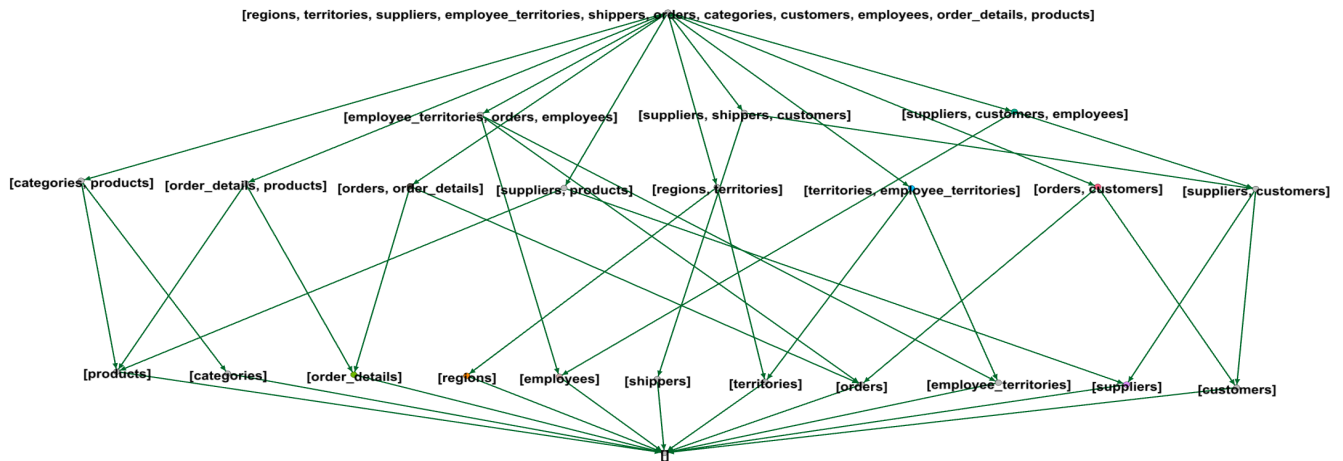 [regions, territories, suppliers, employee_territories, shippers, orders, categories, customers, employees, order_details, products]
[employee_territories, orders, employees]
[suppliers, shippers, customers]
[suppliers, customers, employees]
[categories, products]
[order_details, products]
[orders, order_details]
[suppliers, products]
[regions, territories]
[territories, employee_territories]
[orders, customers]
[suppliers, customers]
[products]
[categories]
[order_details]
[regions]
[employees]
[shippers]
[territories]
[orders]
[employee_territories]
[suppliers]
[customers]
[]